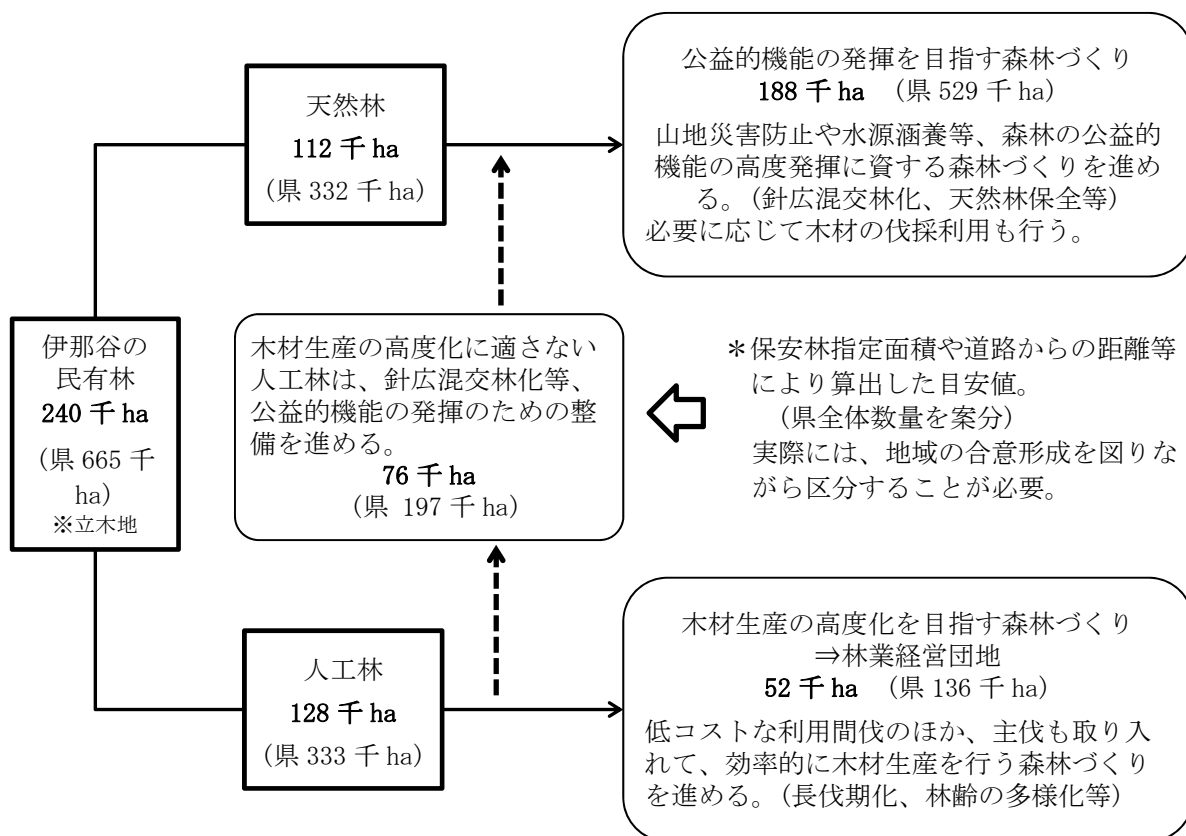 伊那谷の
民有林
240 千 ha
(県 665 千
ha)
※立木地
天然林
112 千 ha
(県 332 千 ha)
公益的機能の発揮を目指す森林づくり
188 千 ha (県 529 千 ha)
山地災害防止や水源涵養等、森林の公益的
機能の高度発揮に資する森林づくりを進め
る。(針広混交林化、天然林保全等)
必要に応じて木材の伐採利用も行う。
木材生産の高度化に適さない
人工林は、針広混交林化等、
公益的機能の発揮のための整
備を進める。
76 千 ha
(県 197 千 ha)
＊保安林指定面積や道路からの距離等
により算出した目安値。
(県全体数量を案分)
実際には、地域の合意形成を図りな
がら区分することが必要。
人工林
128 千 ha
(県 333 千 ha)
木材生産の高度化を目指す森林づくり
⇒林業経営団地
52 千 ha (県 136 千 ha)
低コストな利用間伐のほか、主伐も取り入
れて、効率的に木材生産を行う森林づくり
を進める。(長伐期化、林齢の多様化等)